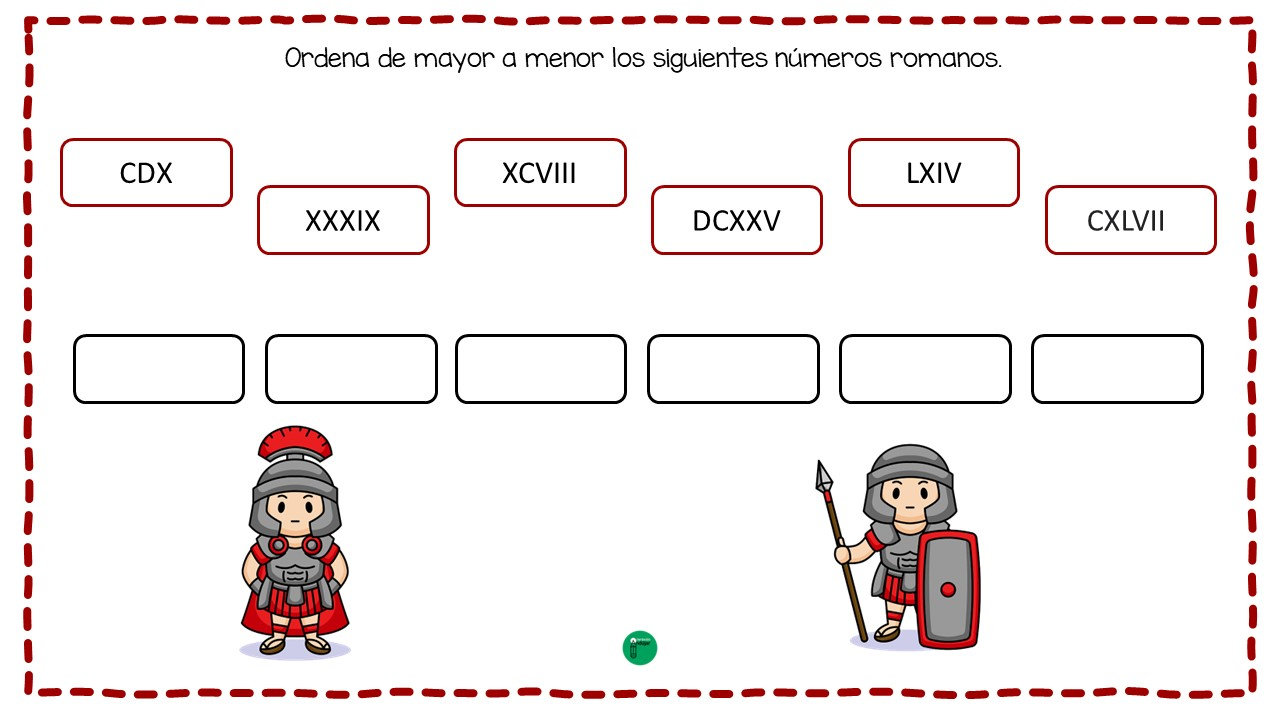 Ordena de mayor a menor los siguientes números romanos.
CDX
XXXIX
XCVIII
DCXXV
LXIV
CXLVII